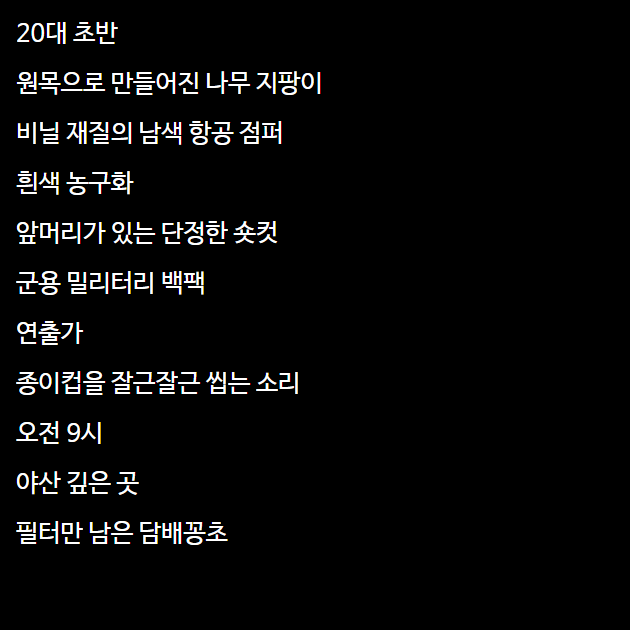 20대 초반
원목으로 만들어진 나무 지팡이
비닐 재질의 남색 항공 점퍼
흰색 농구화
앞머리가 있는 단정한 숏컷
군용 밀리터리 백팩
연출가
종이컵을 잘근잘근 씹는 소리
오전 9시
야산 깊은 곳
필터만 남은 담배꽁초